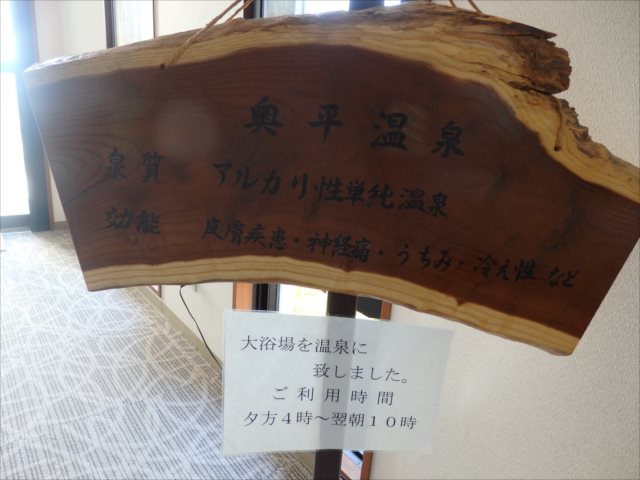 奥平温泉
泉質 アルカリ性単純温泉
効能 皮膚疾患・神経痛・うちみ・冷え性 など
大浴場を温泉に
致しました。
ご利用時間
夕方4時～翌朝10時